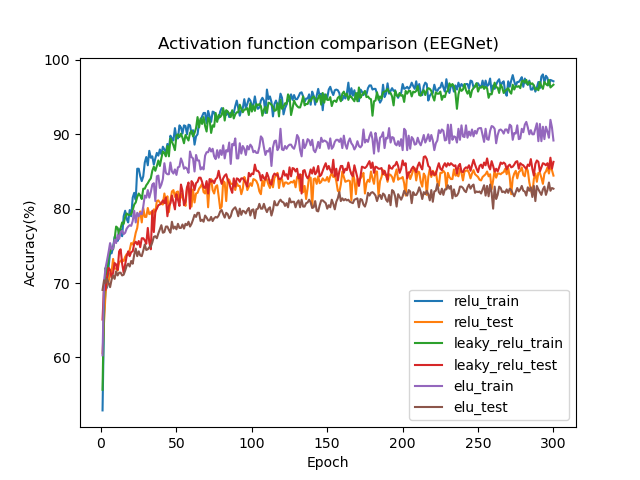 Activation function comparison (EEGNet)
Accuracy(%)
100
90
80
70
60
0 50 100 150 200 250 300
Epoch
relu_train
relu_test
leaky_relu_train
leaky_relu_test
elu_train
elu_test